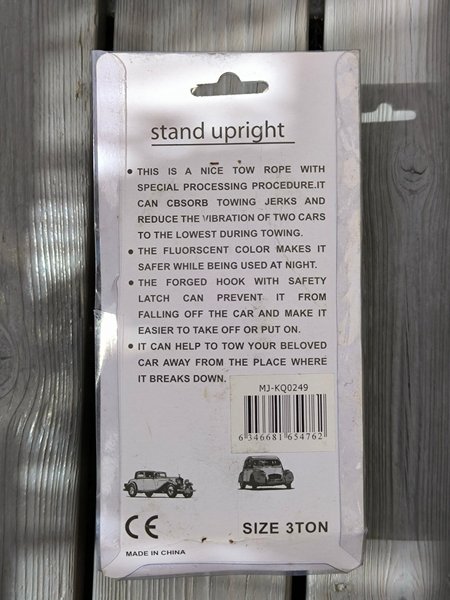 stand upright
• THIS IS A NICE TOW ROPE WITH
SPECIAL PROCESSING PROCEDURE.IT
CAN CBSORB TOWING JERKS AND
REDUCE THE VIBRATION OF TWO CARS
TO THE LOWEST DURING TOWING.
• THE FLUORSCENT COLOR MAKES IT
SAFER WHILE BEING USED AT NIGHT.
• THE FORGED HOOK WITH SAFETY
LATCH CAN PREVENT IT FROM
FALLING OFF THE CAR AND MAKE IT
EASIER TO TAKE OFF OR PUT ON.
• IT CAN HELP TO TOW YOUR BELOVED
CAR AWAY FROM THE PLACE WHERE
IT BREAKS DOWN.
MJ-KQ0249
6 346681 654762
CE
SIZE 3TON
MADE IN CHINA